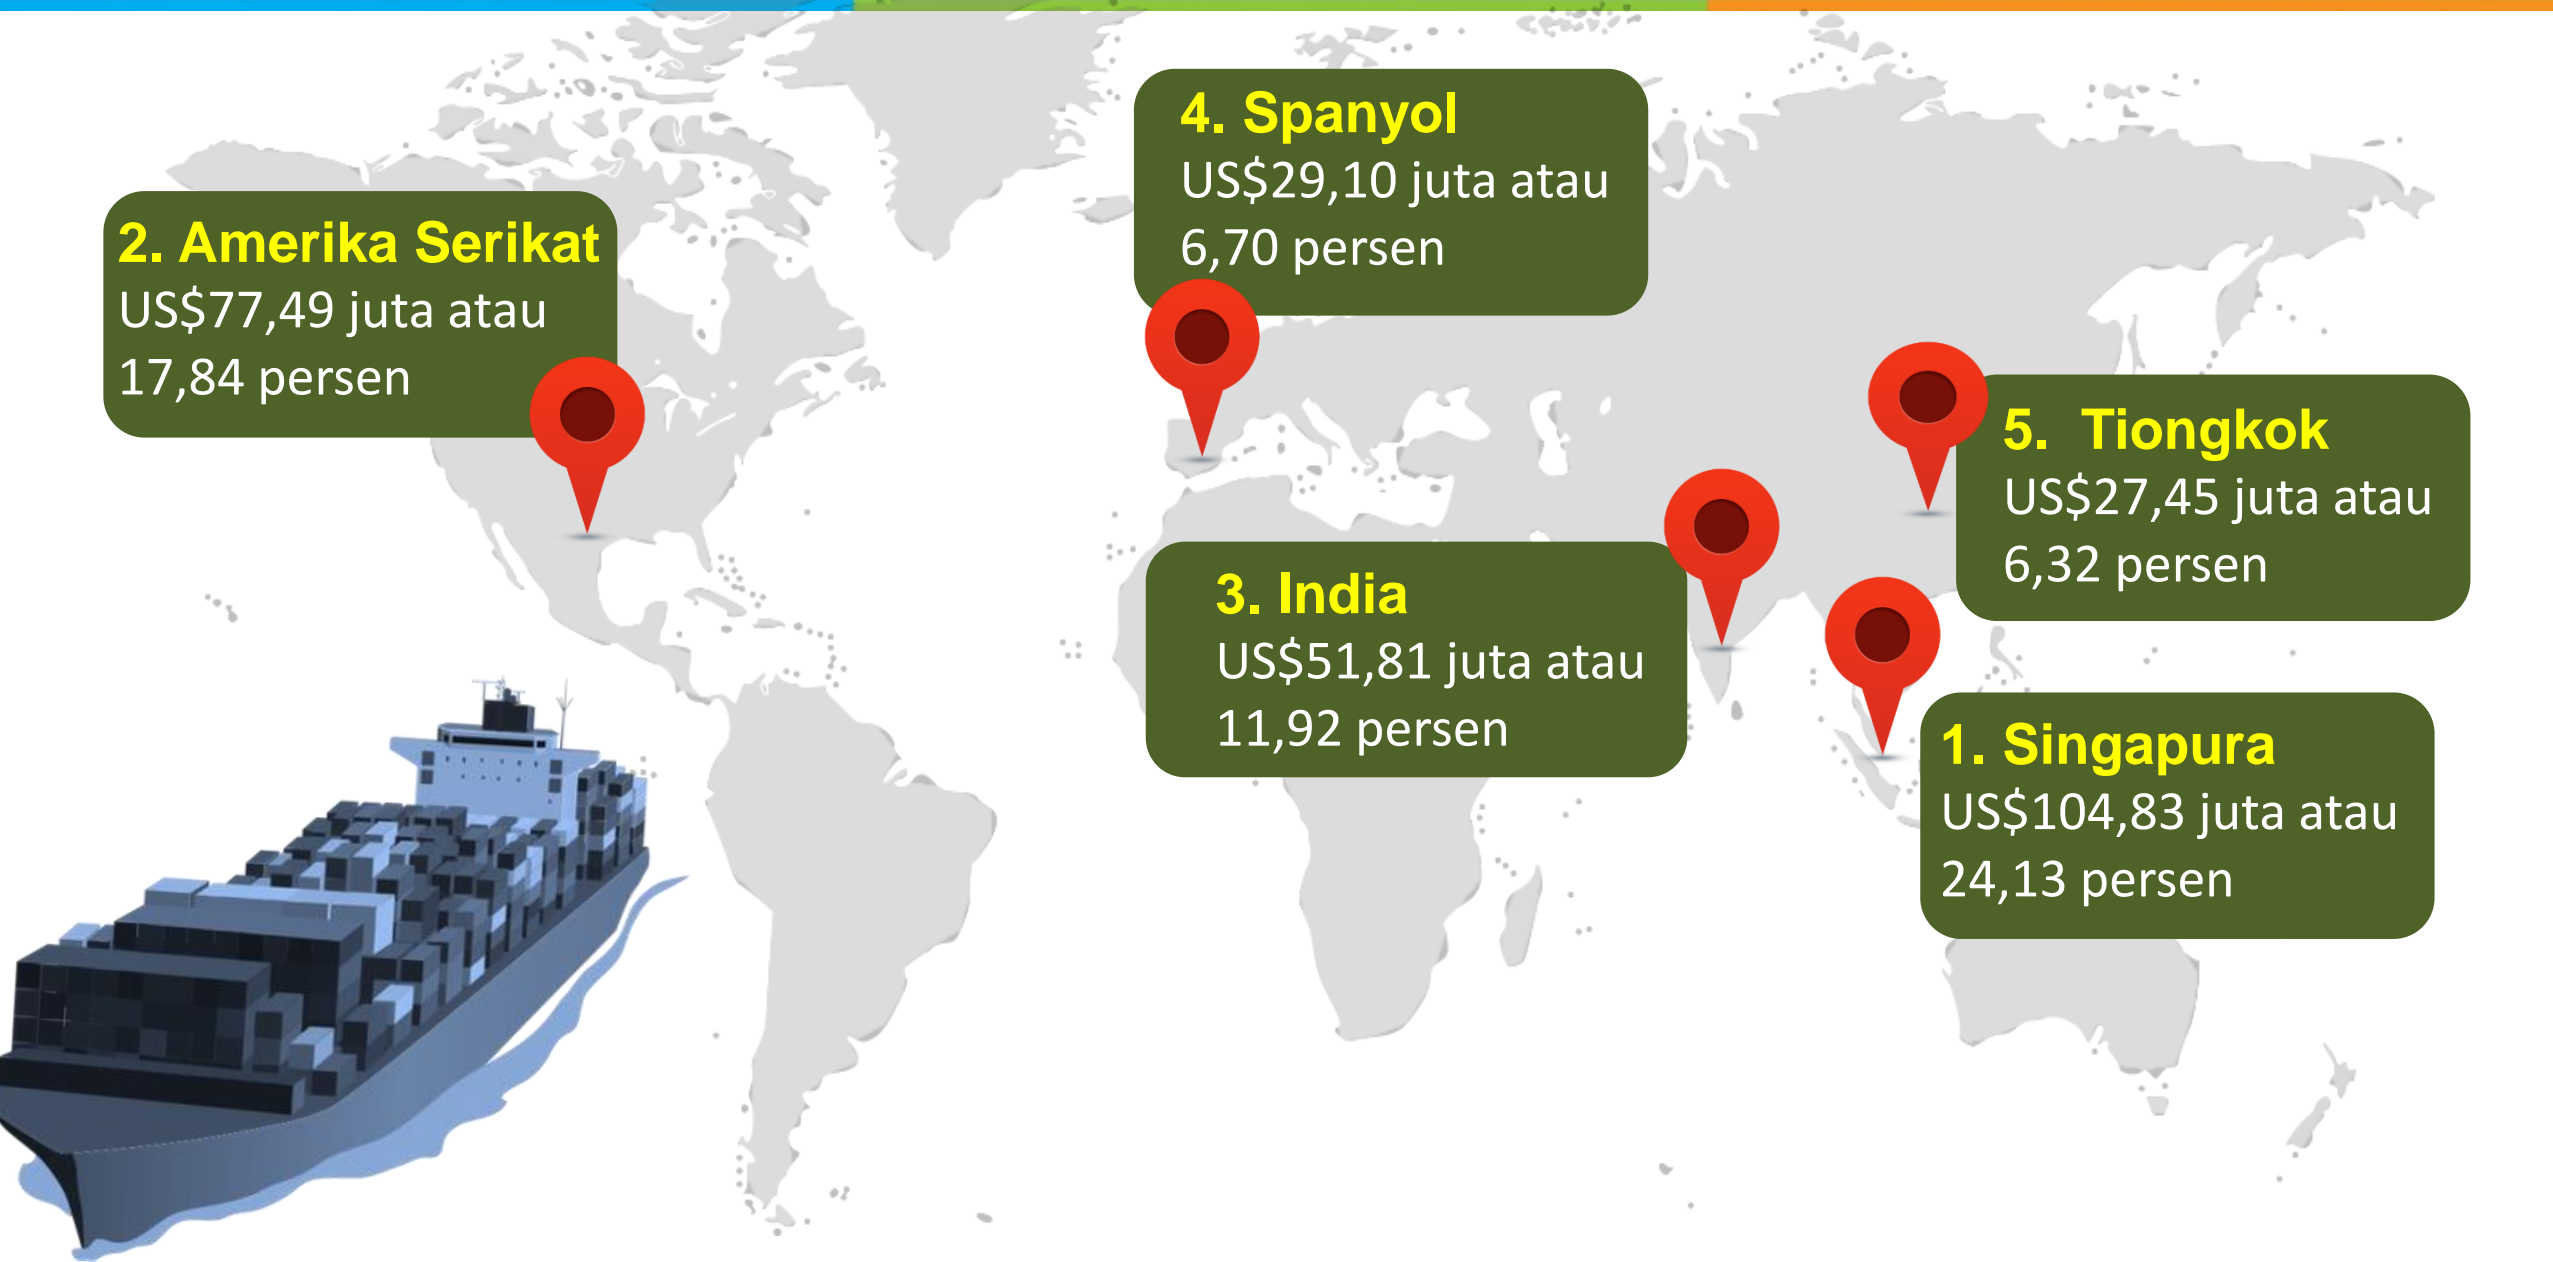 4. Spanyol
US$29,10 juta atau
6,70 persen
2. Amerika Serikat
US$77,49 juta atau
17,84 persen
5. Tiongkok
US$27,45 juta atau
6,32 persen
3. India
US$51,81 juta atau
11,92 persen
1. Singapura
US$104,83 juta atau
24,13 persen